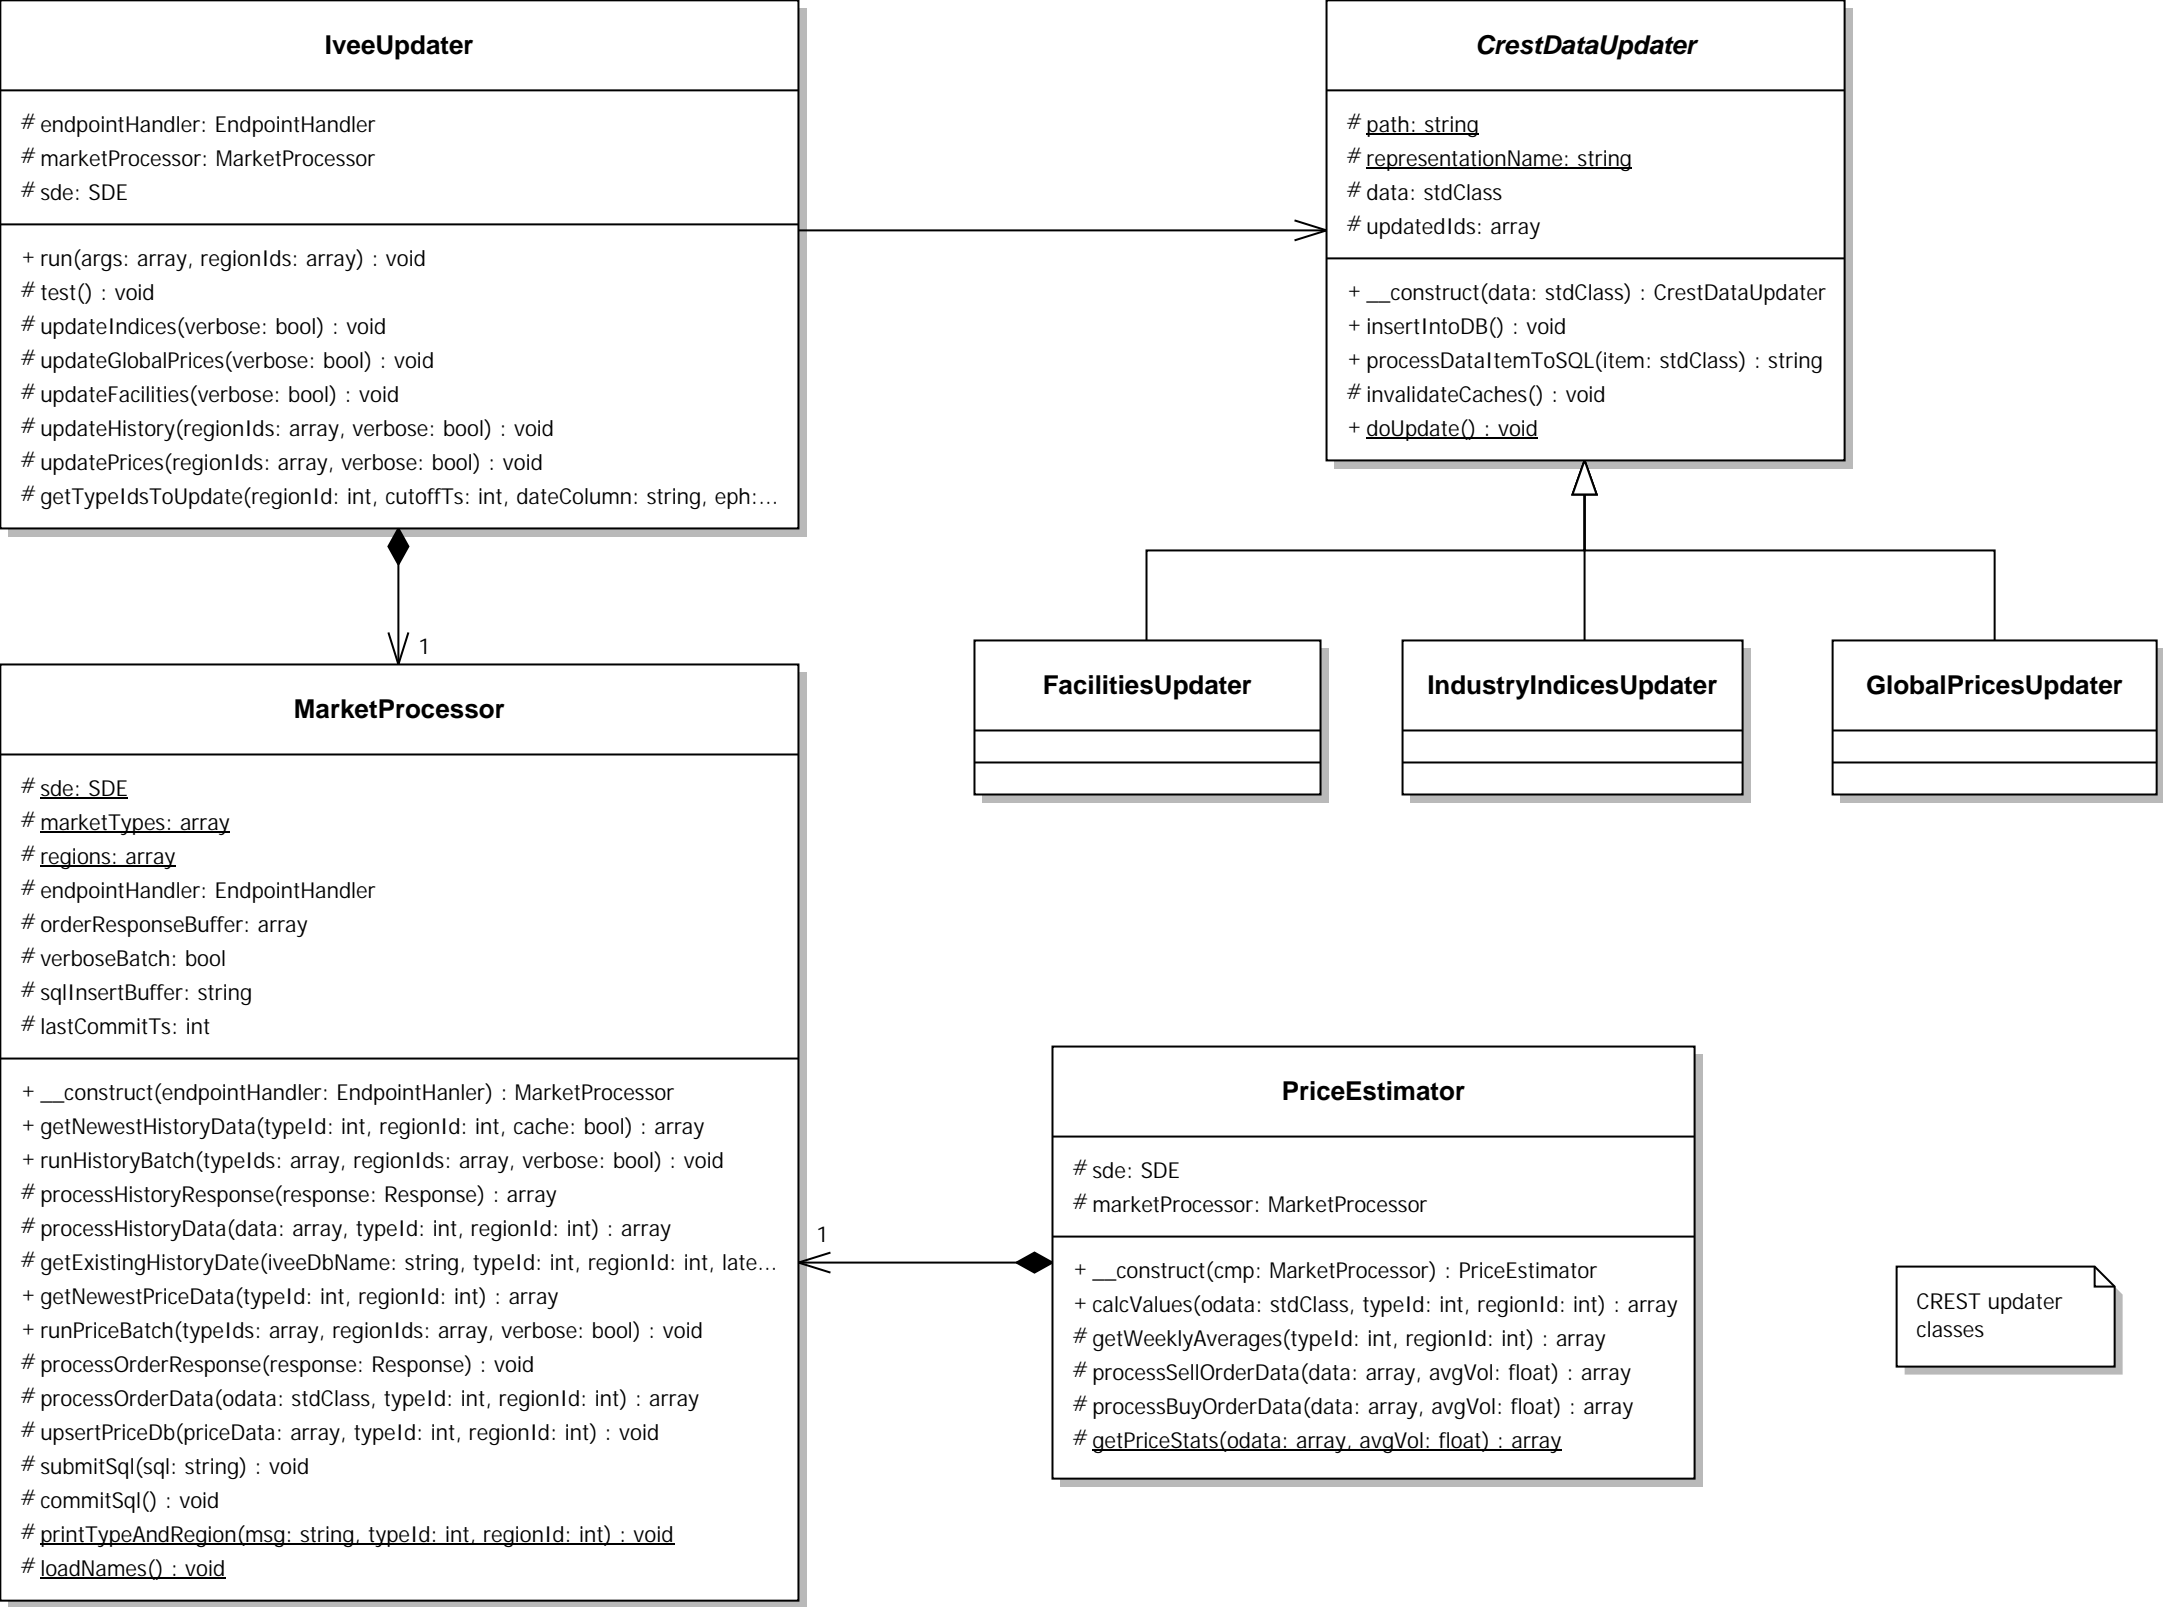 IveeUpdater
# endpointHandler: EndpointHandler
# marketProcessor: MarketProcessor
# sde: SDE
+ run(args: array, regionIds: array) : void
# test() : void
# updateIndices(verbose: bool) : void
# updateGlobalPrices(verbose: bool) : void
# updateFacilities(verbose: bool) : void
# updateHistory(regionIds: array, verbose: bool) : void
# updatePrices(regionIds: array, verbose: bool) : void
# getTypeIdsToUpdate(regionId: int, cutoffTs: int, dateColumn: string, eph:...
CrestDataUpdater
# path: string
# representationName: string
# data: stdClass
# updatedIds: array
+ __construct(data: stdClass) : CrestDataUpdater
+ insertIntoDB() : void
+ processDataItemToSQL(item: stdClass) : string
# invalidateCaches() : void
+ doUpdate() : void
1
FacilitiesUpdater
IndustryIndicesUpdater
GlobalPricesUpdater
MarketProcessor
# sde: SDE
# marketTypes: array
# regions: array
# endpointHandler: EndpointHandler
# orderResponseBuffer: array
# verboseBatch: bool
# sqlInsertBuffer: string
# lastCommitTs: int
+ __construct(endpointHandler: EndpointHanler) : MarketProcessor
+ getNewestHistoryData(typeId: int, regionId: int, cache: bool) : array
+ runHistoryBatch(typeIds: array, regionIds: array, verbose: bool) : void
# processHistoryResponse(response: Response) : array
# processHistoryData(data: array, typeId: int, regionId: int) : array
# getExistingHistoryDate(iveeDbName: string, typeId: int, regionId: int, late...
+ getNewestPriceData(typeId: int, regionId: int) : array
+ runPriceBatch(typeIds: array, regionIds: array, verbose: bool) : void
# processOrderResponse(response: Response) : void
# processOrderData(odata: stdClass, typeId: int, regionId: int) : array
# upsertPriceDb(priceData: array, typeId: int, regionId: int) : void
# submitSql(sql: string) : void
# commitSql() : void
# printTypeAndRegion(msg: string, typeId: int, regionId: int) : void
# loadNames() : void
1
PriceEstimator
# sde: SDE
# marketProcessor: MarketProcessor
+ __construct(cmp: MarketProcessor) : PriceEstimator
+ calcValues(odata: stdClass, typeId: int, regionId: int) : array
# getWeeklyAverages(typeId: int, regionId: int) : array
# processSellOrderData(data: array, avgVol: float) : array
# processBuyOrderData(data: array, avgVol: float) : array
# getPriceStats(odata: array, avgVol: float) : array
CREST updater
classes